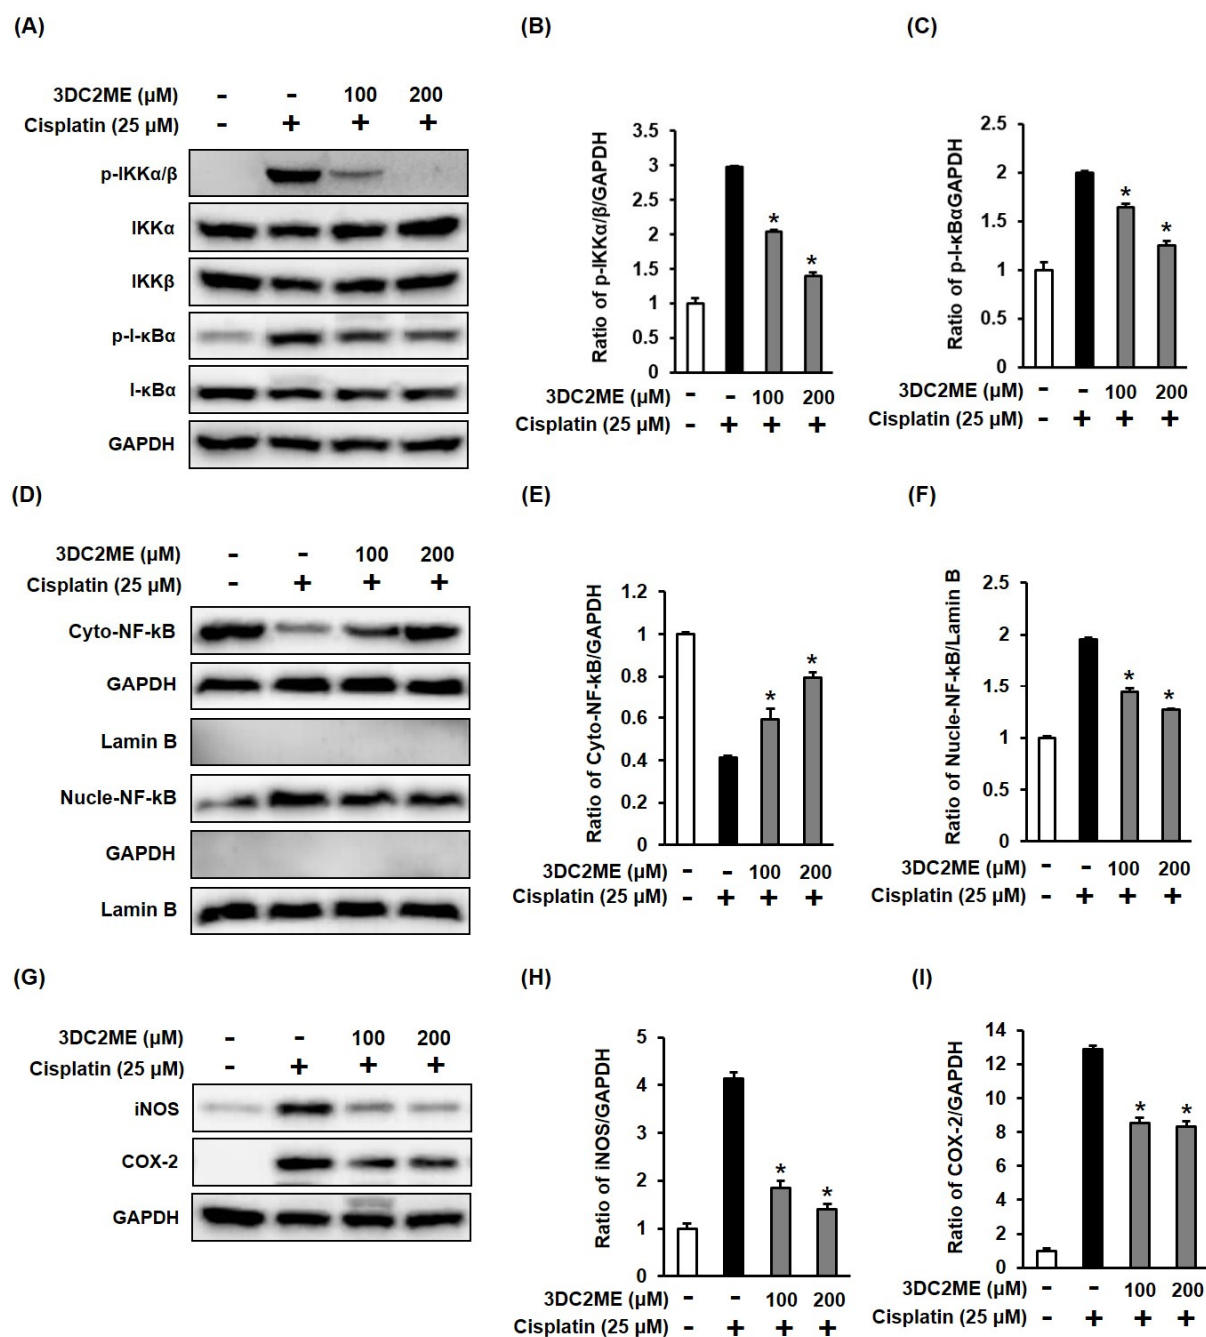 (A)
3DC2ME (µM) - - 100 200
Cisplatin (25 µM) - + + +
p-IKKα/β
IKKα
IKKβ
p-I-κBα
I-κBα
GAPDH
(B)
Ratio of p-IKKα/β/GAPDH
3.5
3
2.5
2
1.5
1
0.5
0
* *
3DC2ME (µM) - - 100 200
Cisplatin (25 µM) - + + +
(C)
Ratio of p-I-κBαGAPDH
2.5
2
1.5
1
0.5
0
* *
3DC2ME (µM) - - 100 200
Cisplatin (25 µM) - + + +
(D)
3DC2ME (µM) - - 100 200
Cisplatin (25 µM) - + + +
Cyto-NF-kB
GAPDH
Lamin B
Nucle-NF-kB
GAPDH
Lamin B
(E)
Ratio of Cyto-NF-kB/GAPDH
1.2
1
0.8
0.6
0.4
0.2
0
* *
3DC2ME (µM) - - 100 200
Cisplatin (25 µM) - + + +
(F)
Ratio of Nucle-NF-kB/Lamin B
2.5
2
1.5
1
0.5
0
* *
3DC2ME (µM) - - 100 200
Cisplatin (25 µM) - + + +
(G)
3DC2ME (µM) - - 100 200
Cisplatin (25 µM) - + + +
iNOS
COX-2
GAPDH
(H)
Ratio of iNOS/GAPDH
5
4
3
2
1
0
* *
3DC2ME (µM) - - 100 200
Cisplatin (25 µM) - + + +
(I)
Ratio of COX-2/GAPDH
14
12
10
8
6
4
2
0
* *
3DC2ME (µM) - - 100 200
Cisplatin (25 µM) - + + +